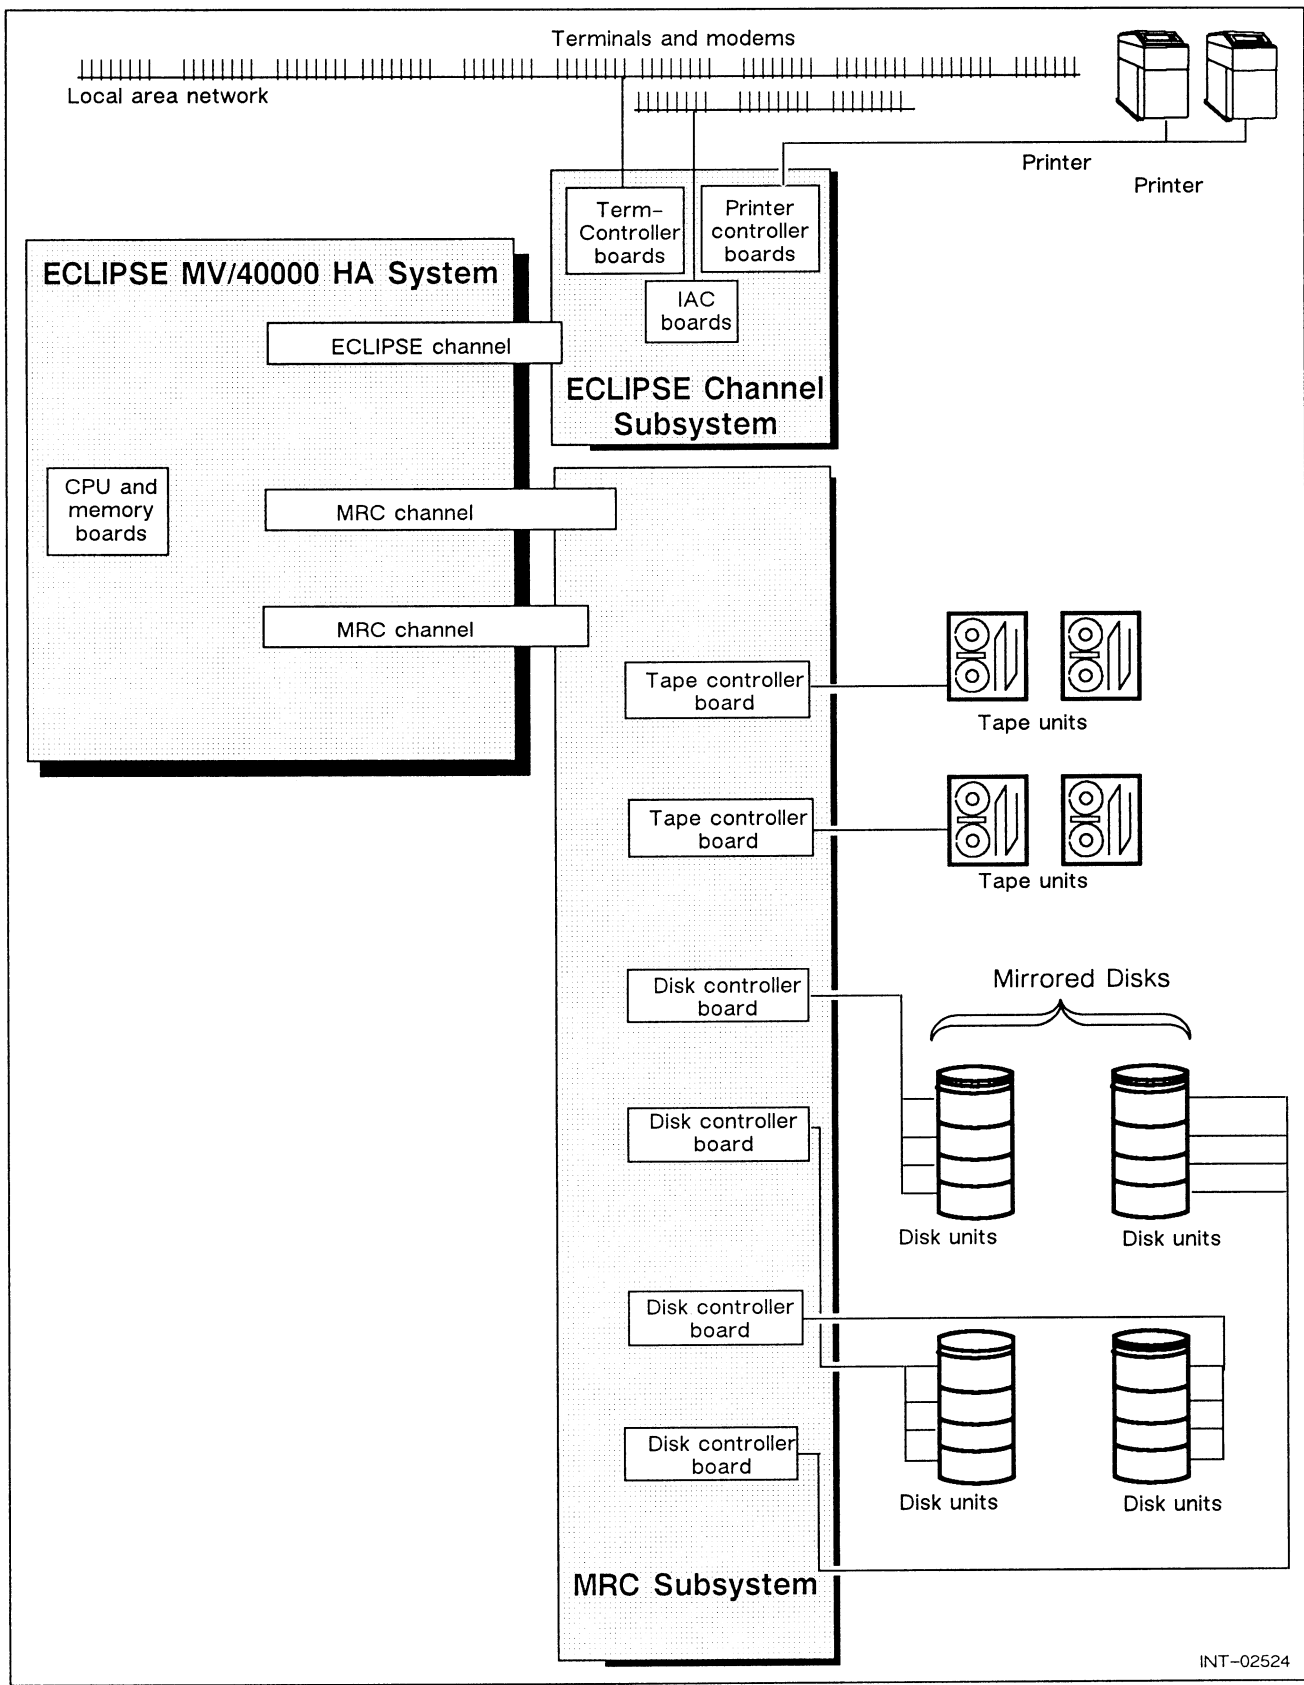 Terminals and modems
Local area network
Printer
Printer
Term-
Controller
boards
Printer
controller
boards
IAC
boards
ECLIPSE Channel
Subsystem
ECLIPSE MV/40000 HA System
ECLIPSE channel
CPU and
memory
boards
MRC channel
MRC channel
Tape controller
board
Tape units
Tape controller
board
Tape units
Disk controller
board
Mirrored Disks
Disk controller
board
Disk units
Disk units
Disk controller
board
Disk controller
board
Disk units
Disk units
MRC Subsystem
INT-02524